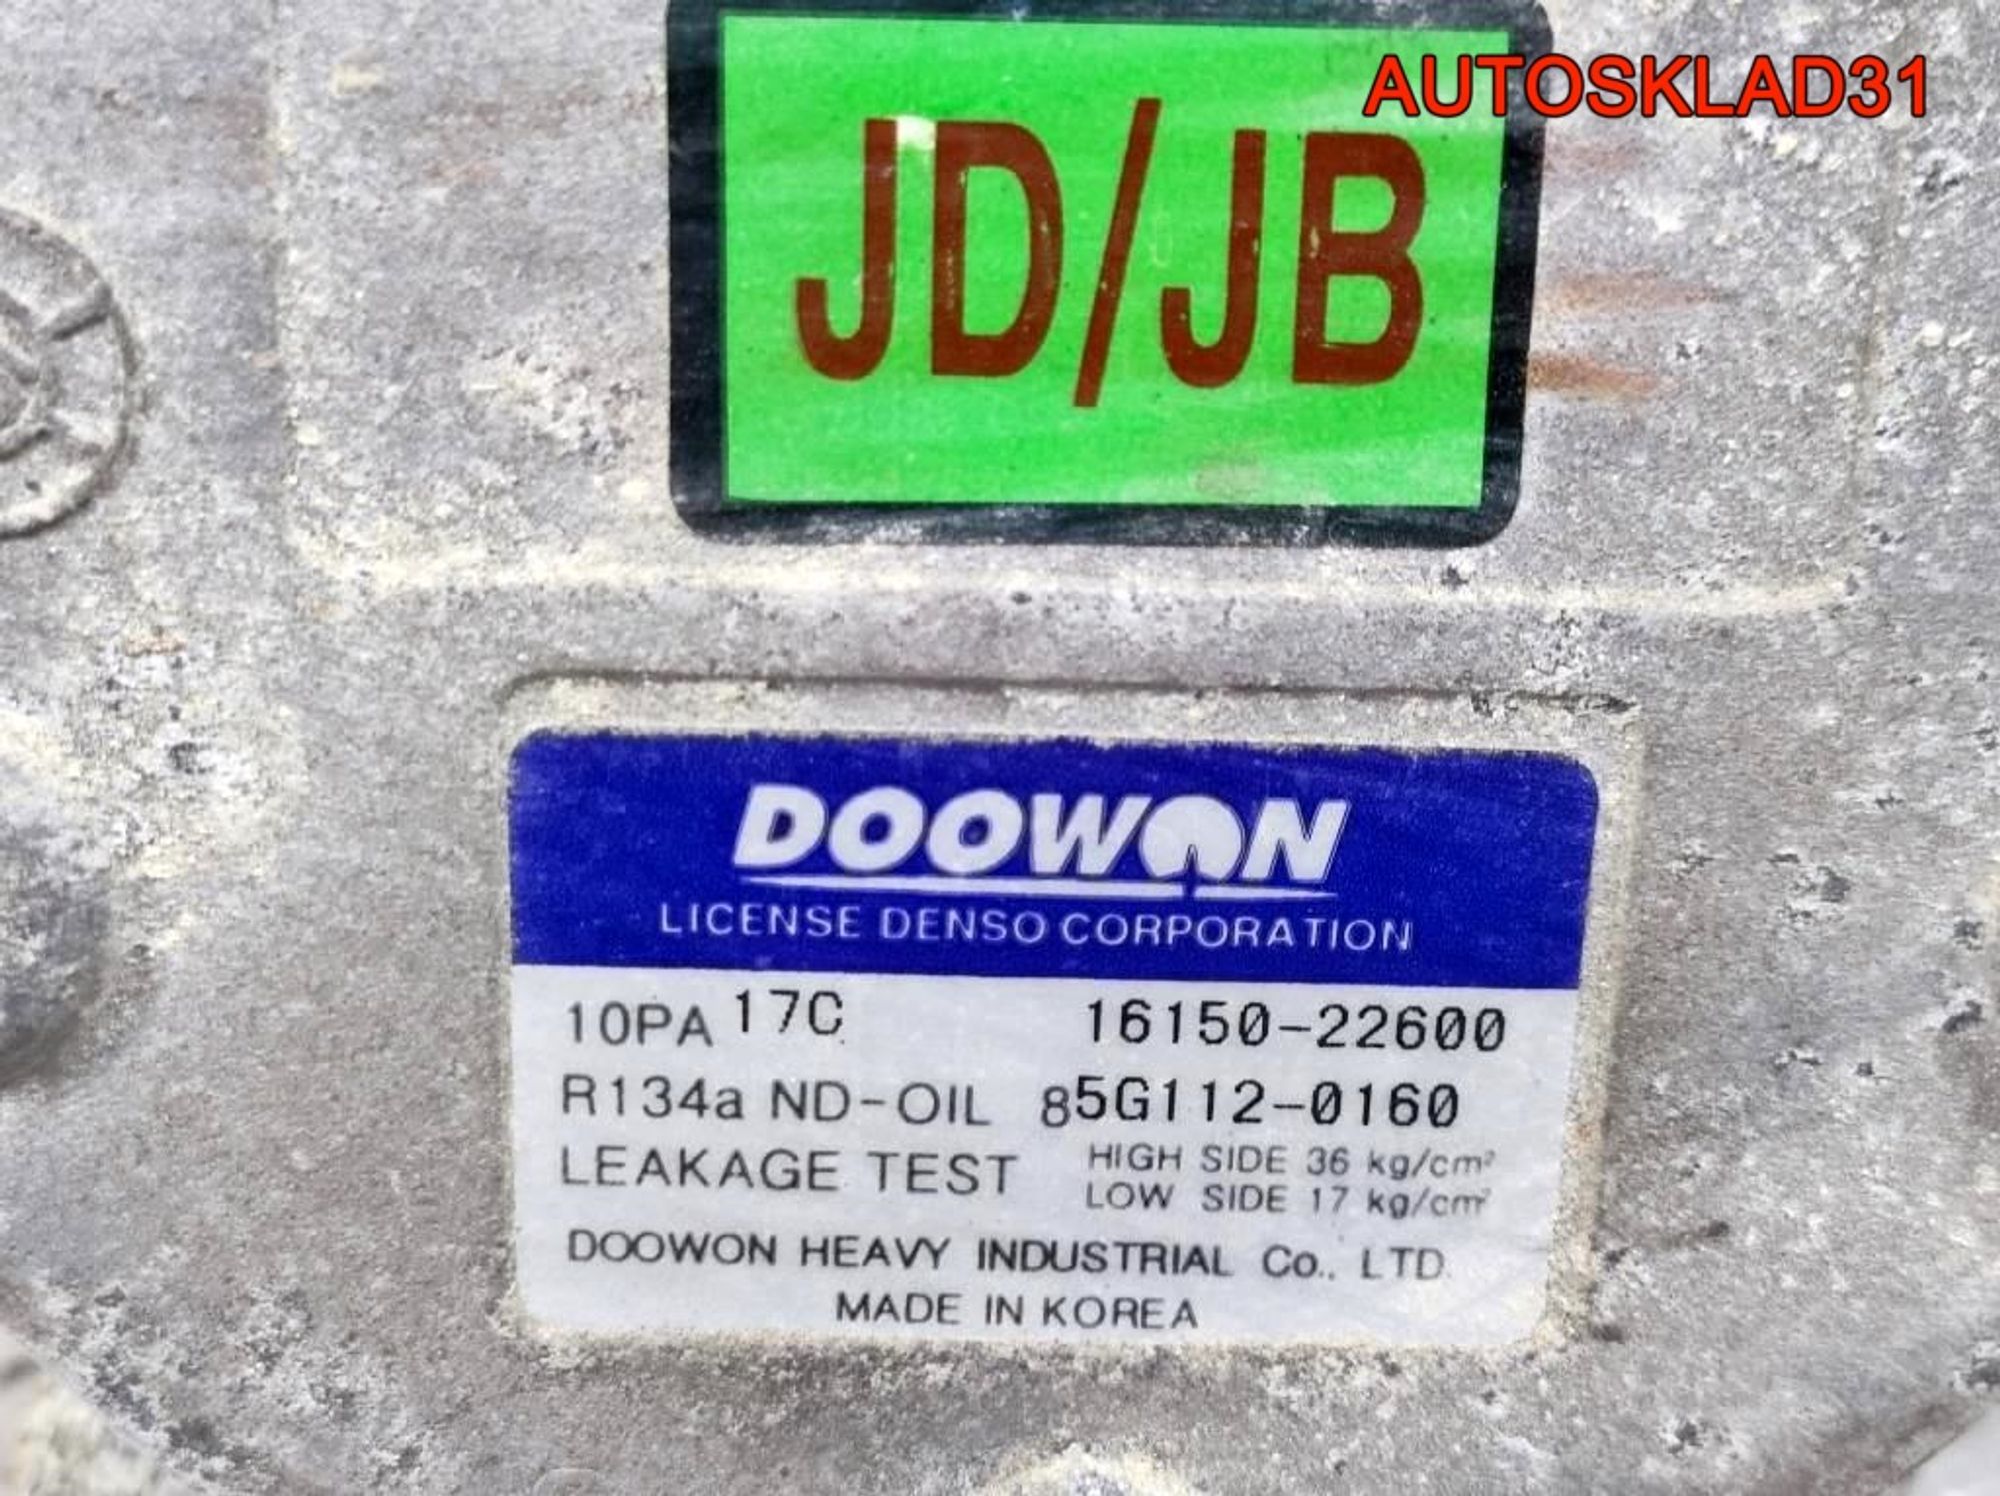 AUTOSKLAD31
JD/JB
DOOWON
LICENSE DENSO CORPORATION
10PA 17C 16150-22600
R134a ND-OIL 8 5G112-0160
LEAKAGE TEST HIGH SIDE 36 kg/cm²
LOW SIDE 17 kg/cm²
DOOWON HEAVY INDUSTRIAL Co., LTD.
MADE IN KOREA